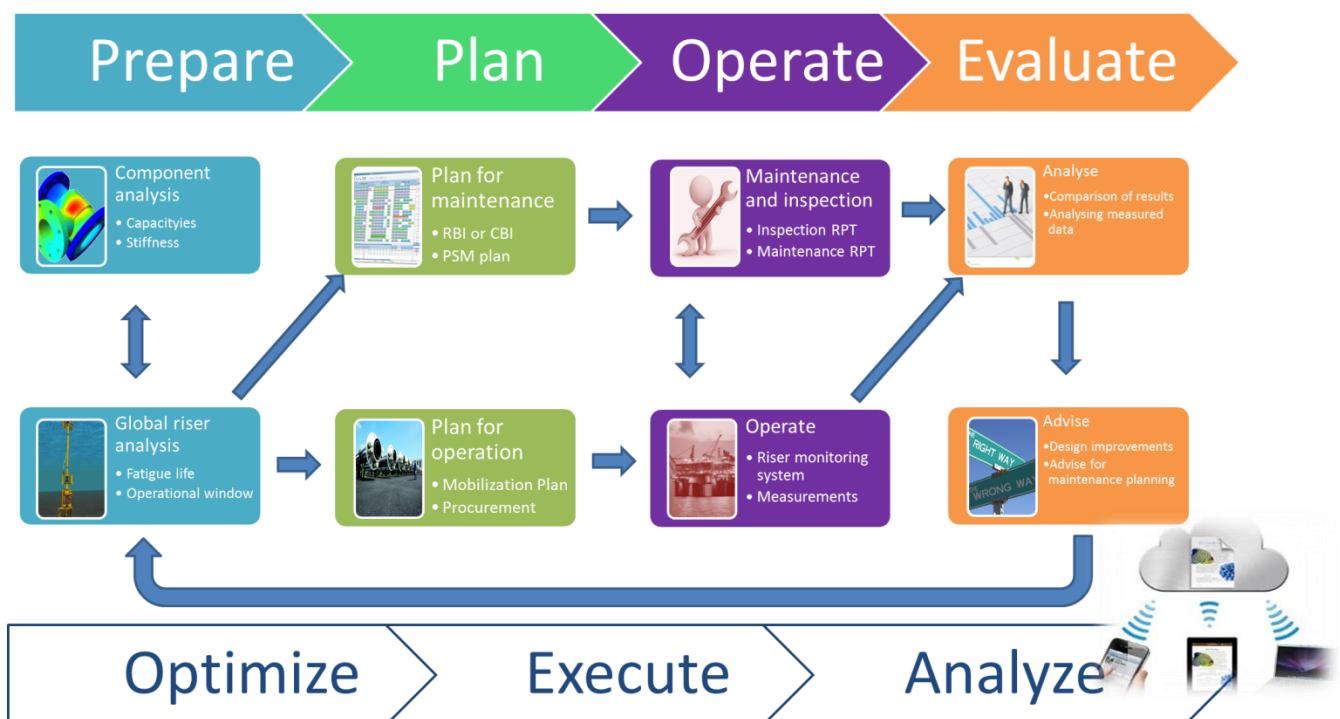 Prepare
Plan
Operate
Evaluate
Component
analysis
• Capacityies
• Stiffness
Plan for
maintenance
• RBI or CBI
• PSM plan
Maintenance
and inspection
• Inspection RPT
• Maintenance RPT
Analyse
•Comparison of results
•Analysing measured
data
Global riser
analysis
• Fatigue life
• Operational window
Plan for
operation
• Mobilization Plan
• Procurement
Operate
• Riser monitoring
system
• Measurements
RIGHT WAY
WRONG WAY
Advise
•Design improvements
•Advise for
maintenance planning
Optimize
Execute
Analyze